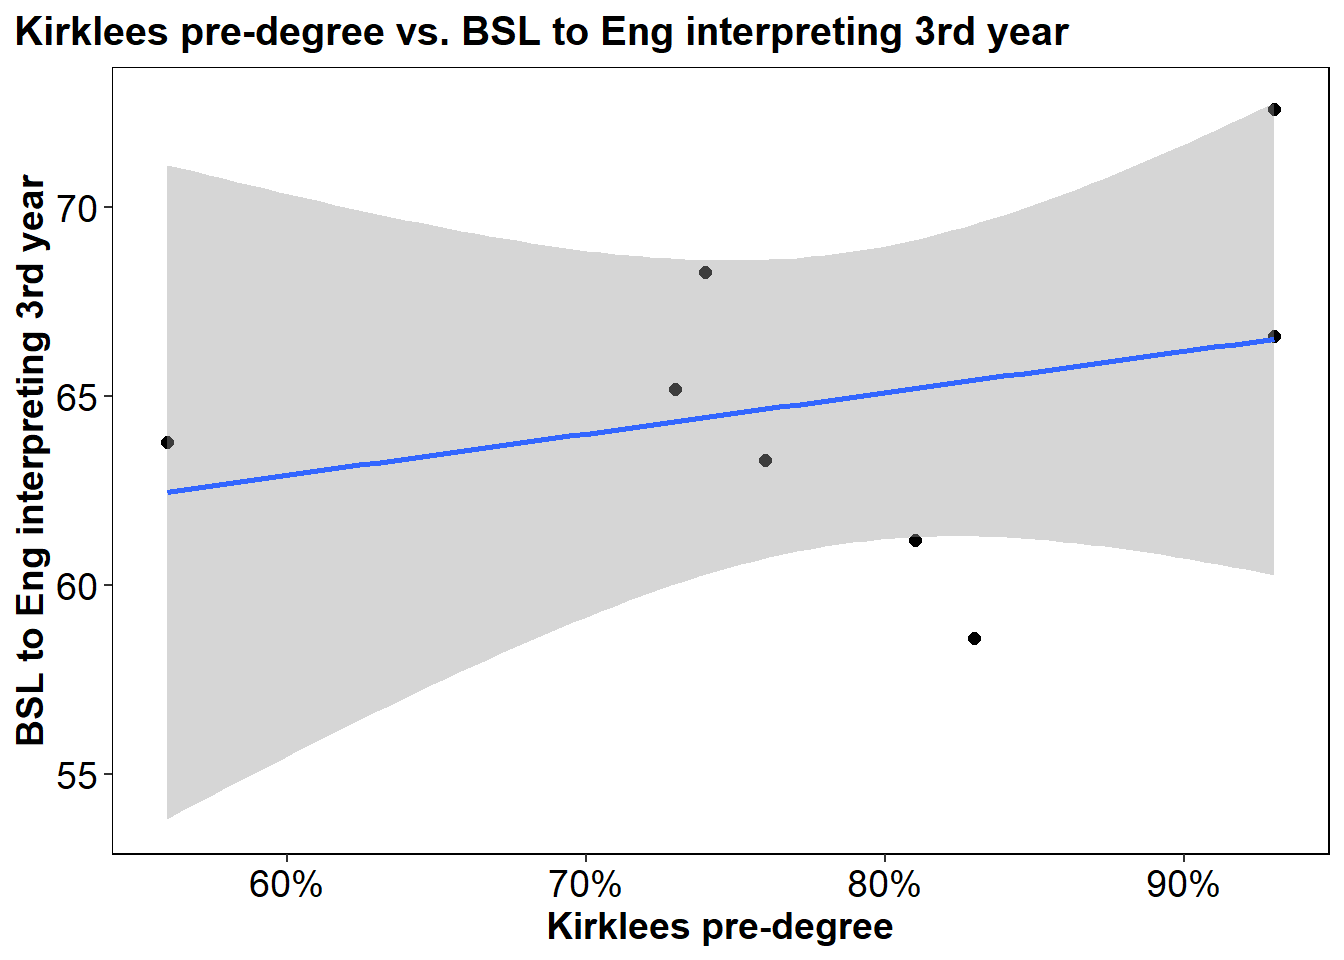 Kirklees pre-degree vs. BSL to Eng interpreting 3rd year
BSL to Eng interpreting 3rd year
70
65
60
55
60%
70%
80%
90%
Kirklees pre-degree